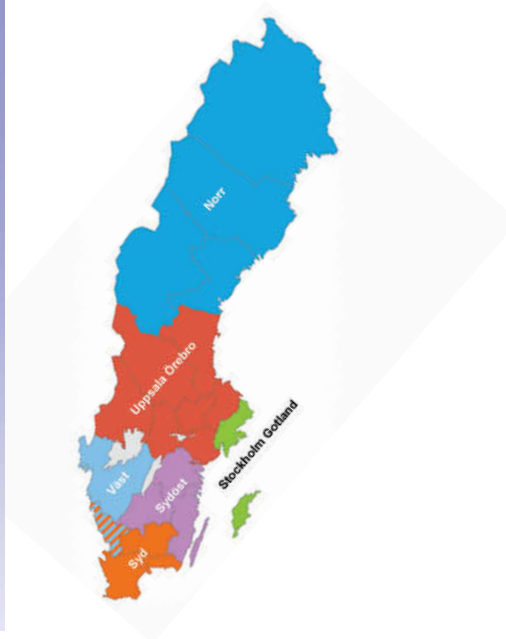 Norr
Uppsala Örebro
Stockholm Gotland
Väst
Sydöst
Syd